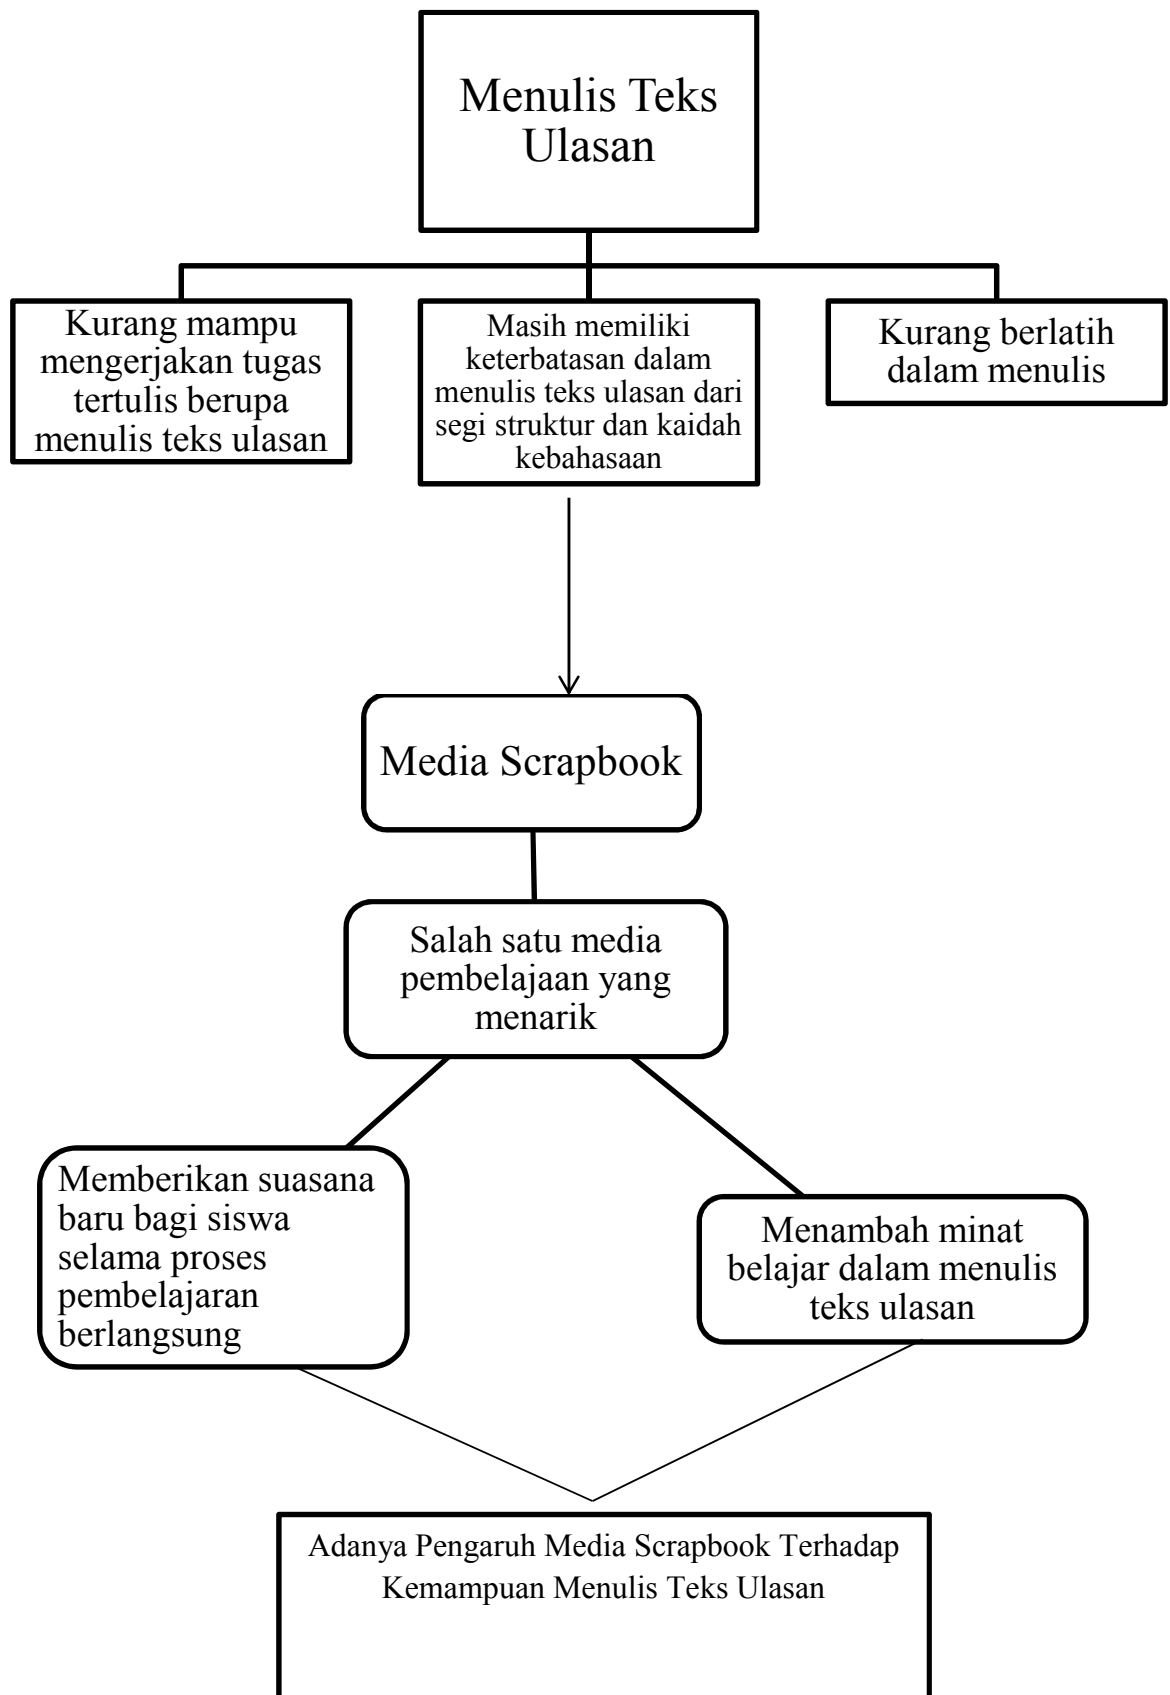 Menulis Teks
Ulasan
Kurang mampu
mengerjakan tugas
tertulis berupa
menulis teks ulasan
Masih memiliki
keterbatasan dalam
menulis teks ulasan dari
segi struktur dan kaidah
kebahasaan
Kurang berlatih
dalam menulis
Media Scrapbook
Salah satu media
pembelajaan yang
menarik
Memberikan suasana
baru bagi siswa
selama proses
pembelajaran
berlangsung
Menambah minat
belajar dalam menulis
teks ulasan
Adanya Pengaruh Media Scrapbook Terhadap
Kemampuan Menulis Teks Ulasan